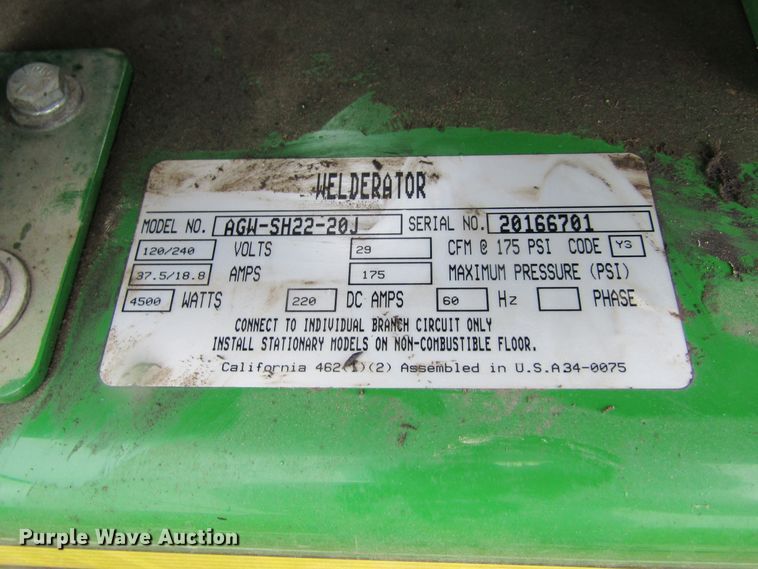 WELDERATOR
MODEL NO. AGW-SH22-20J SERIAL NO. 20166701
120/240 VOLTS 29 CFM @ 175 PSI CODE Y3
37.5/18.8 AMPS 175 MAXIMUM PRESSURE (PSI)
4500 WATTS 220 DC AMPS 60 Hz PHASE
CONNECT TO INDIVIDUAL BRANCH CIRCUIT ONLY
INSTALL STATIONARY MODELS ON NON-COMBUSTIBLE FLOOR.
California 462(1)(2) Assembled in U.S.A34-0075
Purple Wave Auction